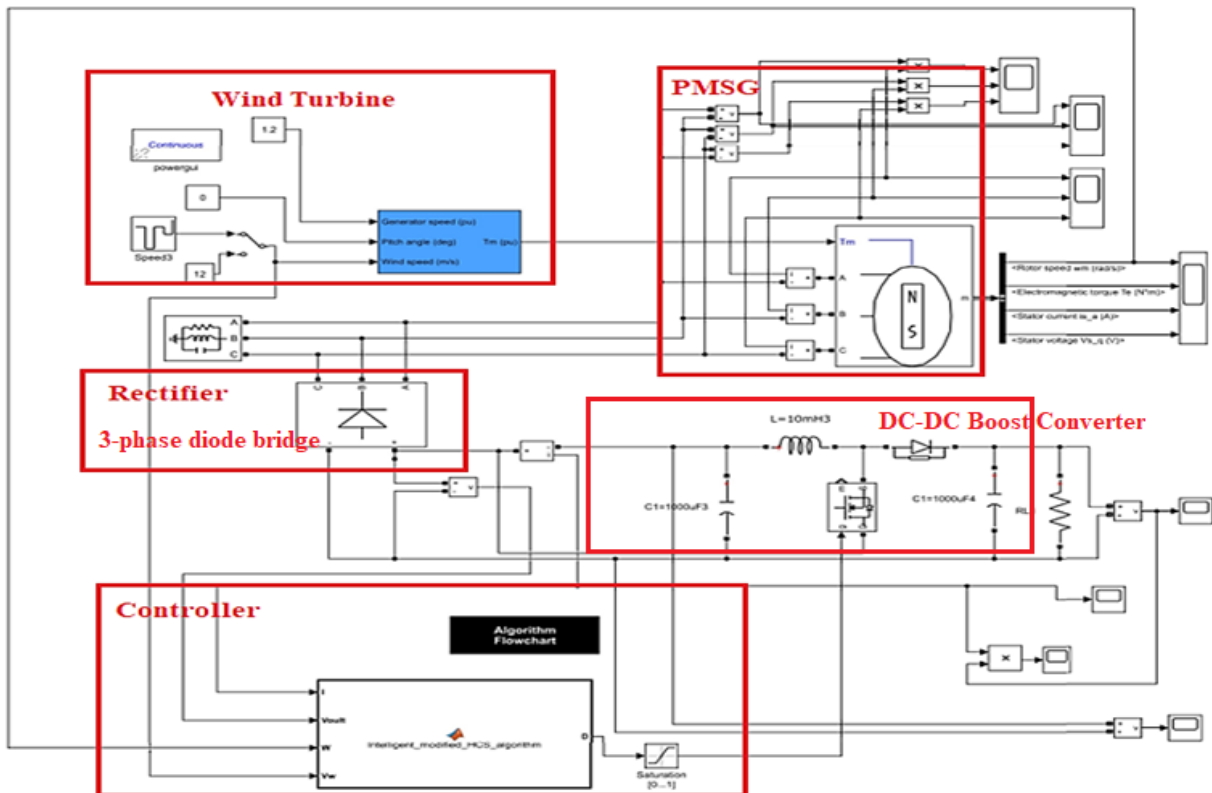 Wind Turbine
PMSG
1.2
Continuous
powergui
0
Speed3
12
Generator speed (pu)
Pitch angle (deg)
Wind speed (m/s)
Tm (pu)
Tm
A
B
C
N
S
m
<Rotor speed wm (rad/s)>
<Electromagnetic torque Te (N*m)>
<Stator current is_a (A)>
<Stator voltage Vs_q (V)>
A
B
C
Rectifier
3-phase diode bridge
C
B
A
DC-DC Boost Converter
L=10mH3
C1=1000uF3
C1=1000uF4
RL
Controller
Algorithm
Flowchart
I
Voult
W
Vw
Intelligent_modified_HCS_algorithm
D
Saturation
[0...1]